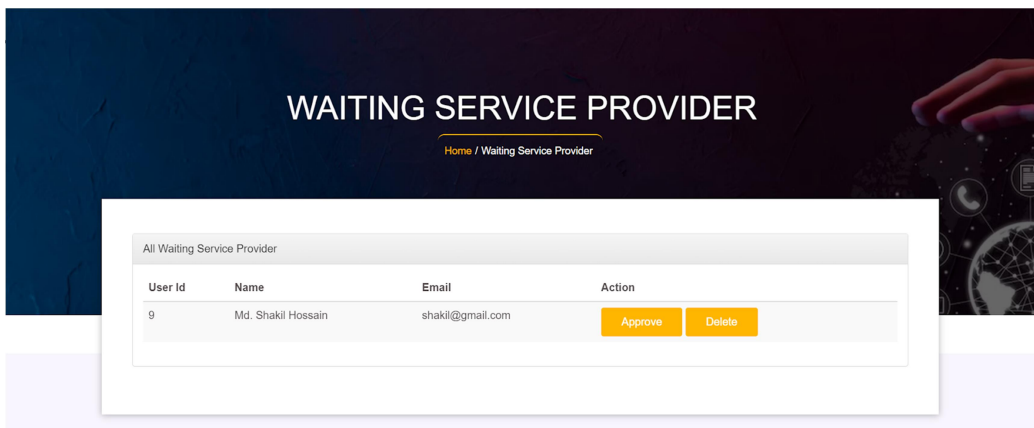 WAITING SERVICE PROVIDER
Home / Waiting Service Provider
All Waiting Service Provider
User Id Name Email Action
9 Md. Shakil Hossain shakil@gmail.com Approve Delete